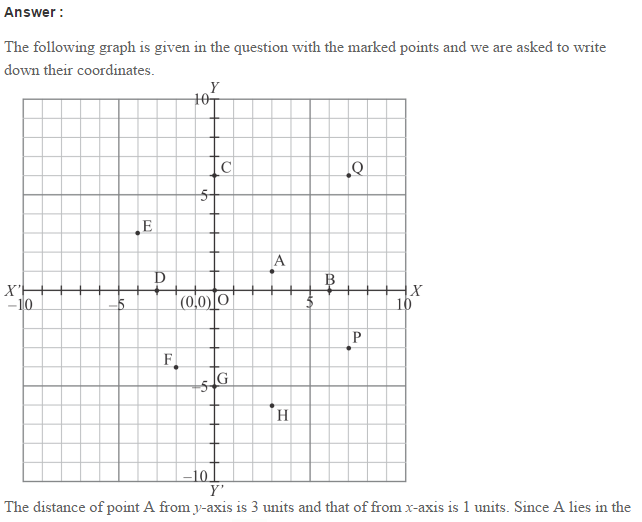 Answer :
The following graph is given in the question with the marked points and we are asked to write
down their coordinates.
Y
10
C
Q
5
E
A
D
B
X'
X
-10
-5
(0,0) O
5
10
P
F
G
-5
H
-10
Y'
The distance of point A from y-axis is 3 units and that of from x-axis is 1 units. Since A lies in the